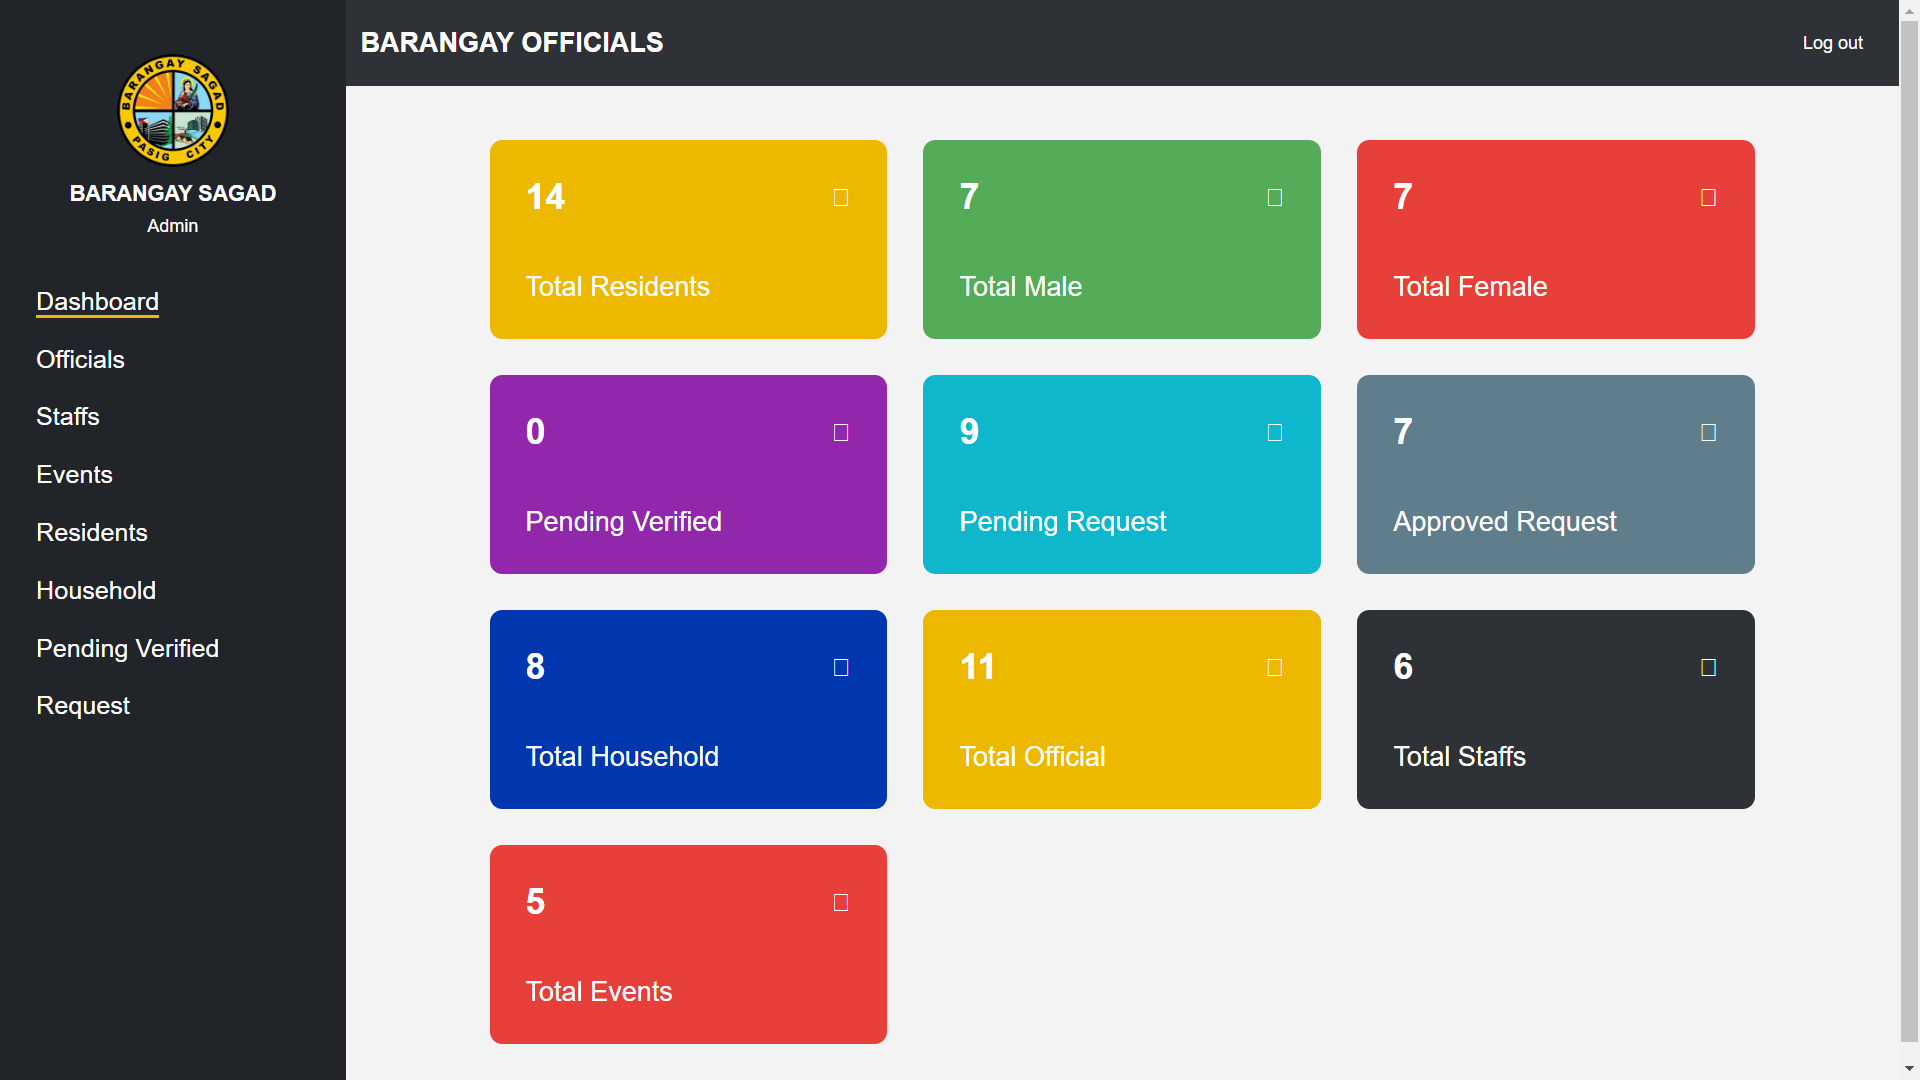 BARANGAY SAGAD
PASIG CITY
BARANGAY SAGAD
Admin
Dashboard
Officials
Staffs
Events
Residents
Household
Pending Verified
Request
BARANGAY OFFICIALS
Log out
14
Total Residents
7
Total Male
7
Total Female
0
Pending Verified
9
Pending Request
7
Approved Request
8
Total Household
11
Total Official
6
Total Staffs
5
Total Events